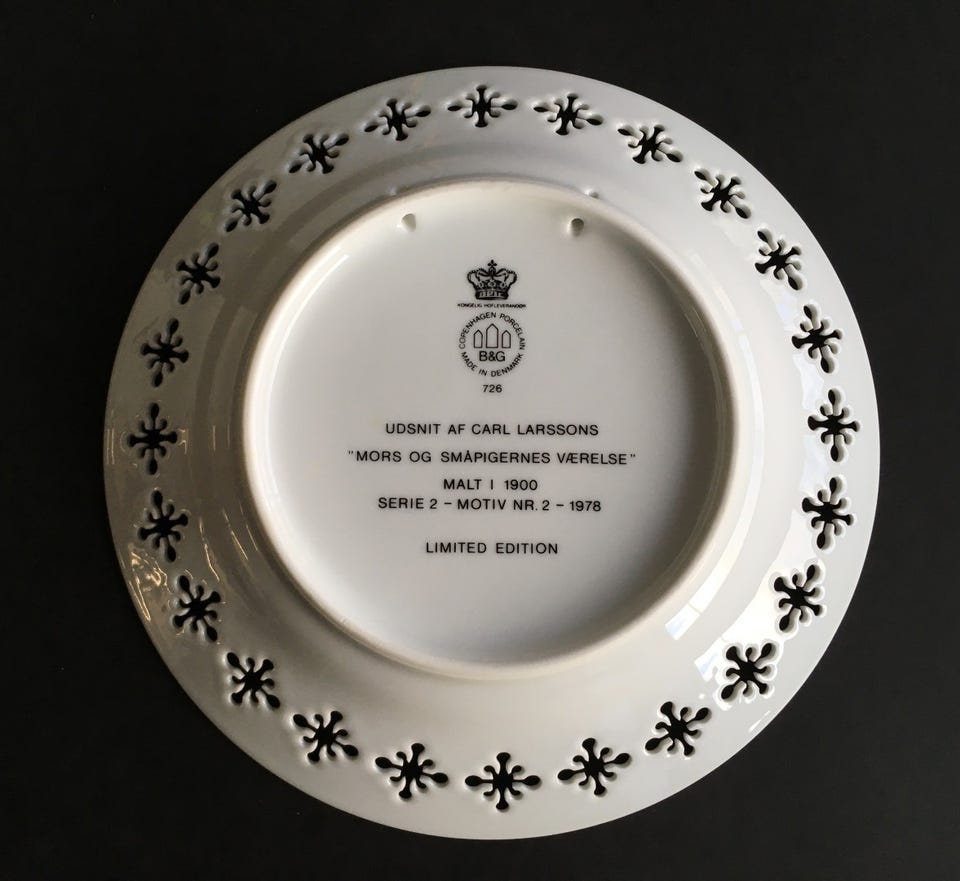 KONGELIG HOFLEVERANDØR
COPENHAGEN PORCELAIN
B&G
MADE IN DENMARK
726
UDSNIT AF CARL LARSSONS
"MORS OG SMÅPIGERNES VÆRELSE"
MALT I 1900
SERIE 2 – MOTIV NR. 2 – 1978
LIMITED EDITION